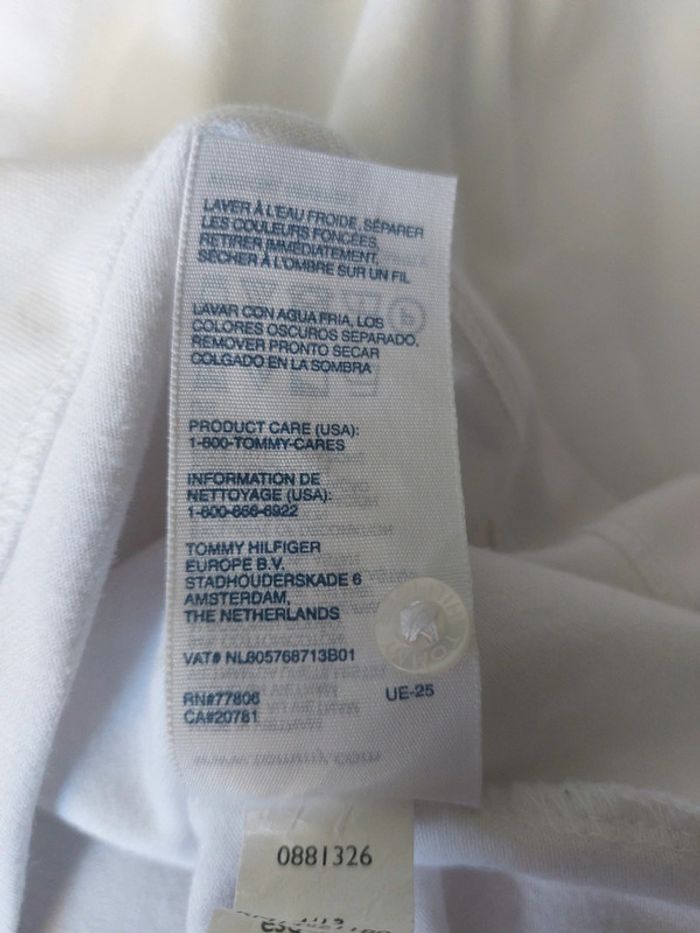 LAVER À L'EAU FROIDE, SÉPARER
LES COULEURS FONCÉES,
RETIRER IMMÉDIATEMENT,
SÉCHER À L'OMBRE SUR UN FIL
LAVAR CON AGUA FRIA, LOS
COLORES OSCUROS SEPARADO,
REMOVER PRONTO SECAR
COLGADO EN LA SOMBRA
PRODUCT CARE (USA):
1-800-TOMMY-CARES
INFORMATION DE
NETTOYAGE (USA):
1-800-866-6922
TOMMY HILFIGER
EUROPE B.V.
STADHOUDERSKADE 6
AMSTERDAM,
THE NETHERLANDS
VAT# NL805768713B01
RN#77806
CA#20781
UE-25
www.tommy.com
0881326